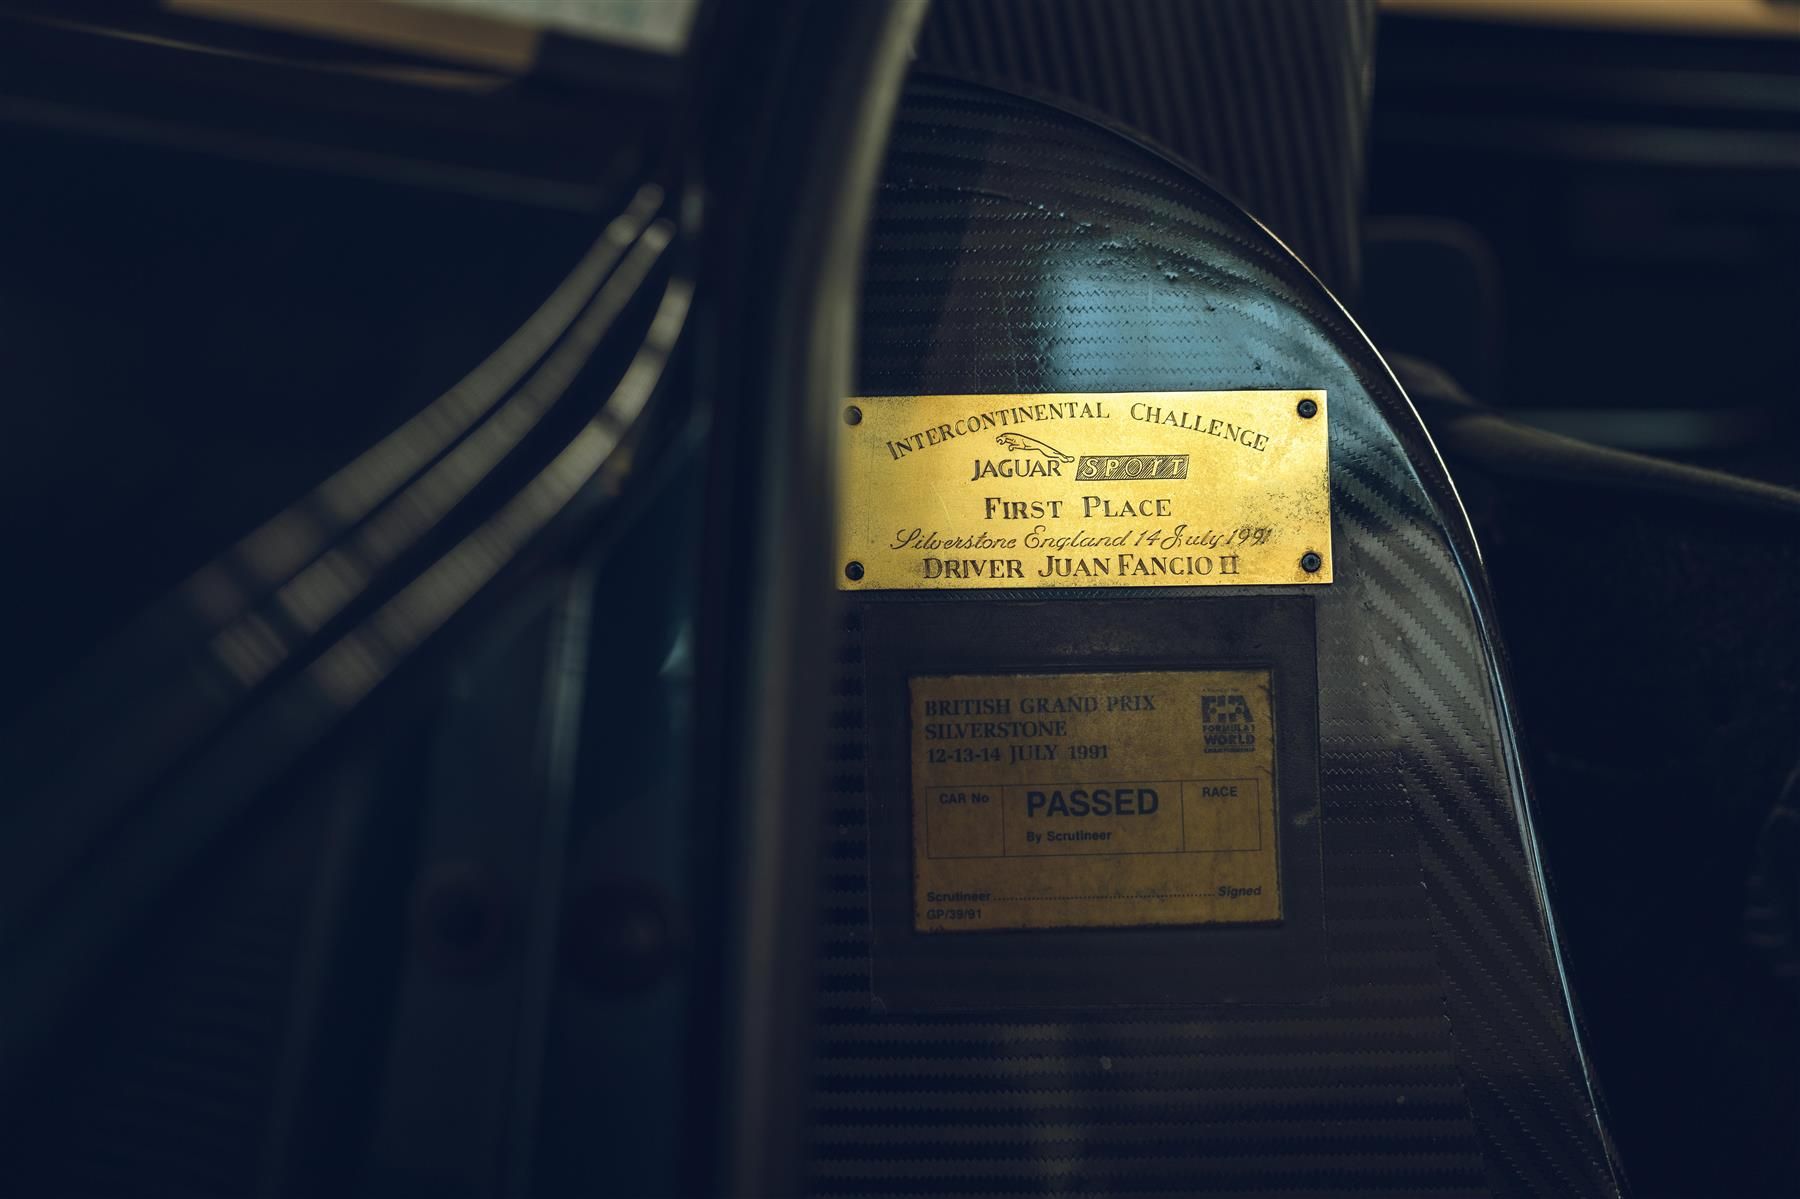 INTERCONTINENTAL CHALLENGE
JAGUAR SPORT
FIRST PLACE
Silverstone England 14 July 1991
DRIVER JUAN FANCIO II
BRITISH GRAND PRIX
SILVERSTONE
12-13-14 JULY 1991
FIA
FORMULA 1
WORLD
CHAMPIONSHIP
CAR No
PASSED
By Scrutineer
RACE
Scrutineer........................................Signed
GP/39/91